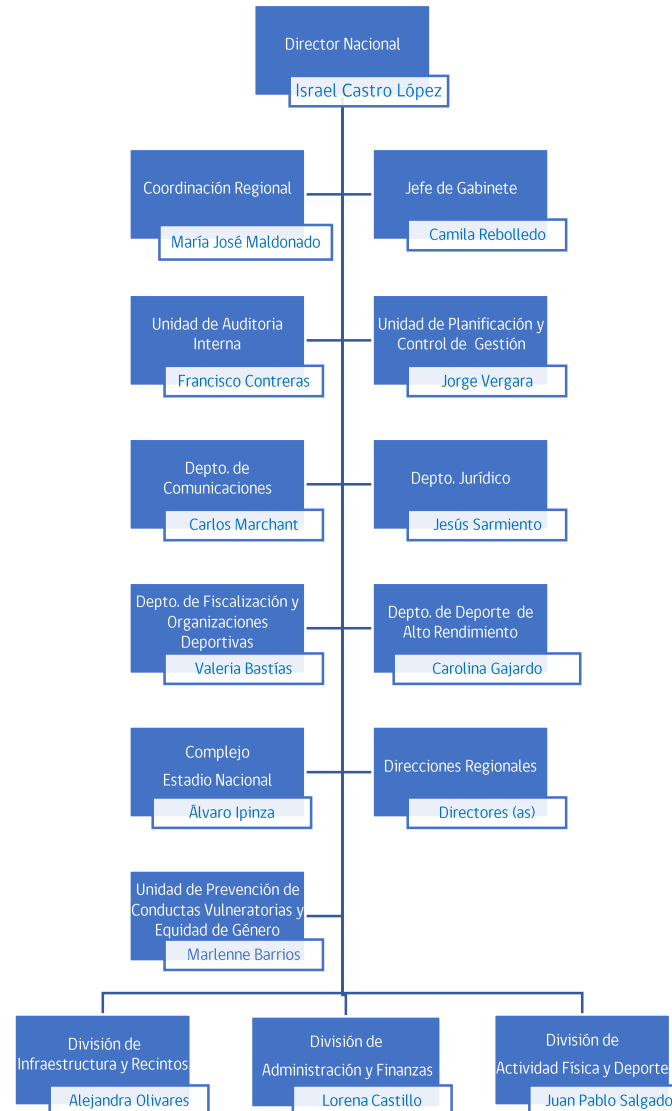 Director Nacional
Israel Castro López
Coordinación Regional
María José Maldonado
Jefe de Gabinete
Camila Rebolledo
Unidad de Auditoria
Interna
Francisco Contreras
Unidad de Planificación y
Control de Gestión
Jorge Vergara
Depto. de
Comunicaciones
Carlos Marchant
Depto. Jurídico
Jesús Sarmiento
Depto. de Fiscalización y
Organizaciones
Deportivas
Valeria Bastías
Depto. de Deporte de
Alto Rendimiento
Carolina Gajardo
Complejo
Estadio Nacional
Álvaro Ipinza
Direcciones Regionales
Directores (as)
Unidad de Prevención de
Conductas Vulneratorias y
Equidad de Género
Marlenne Barrios
División de
Infraestructura y Recintos
Alejandra Olivares
División de
Administración y Finanzas
Lorena Castillo
División de
Actividad Física y Deporte
Juan Pablo Salgado